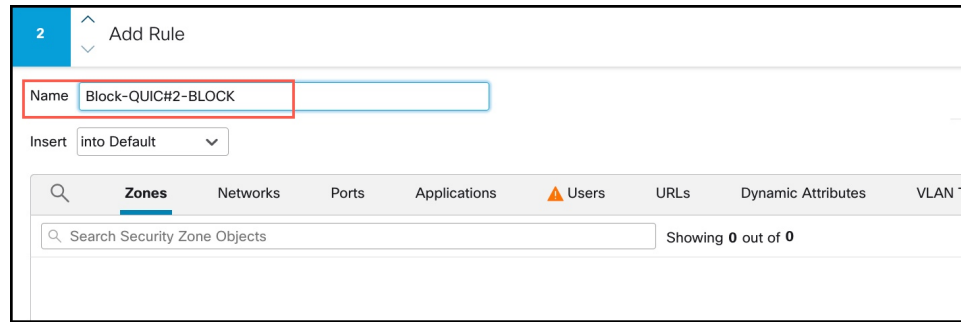 2 Add Rule
Name Block-QUIC#2-BLOCK
Insert into Default
Zones Networks Ports Applications Users URLs Dynamic Attributes VLAN T
Search Security Zone Objects Showing 0 out of 0